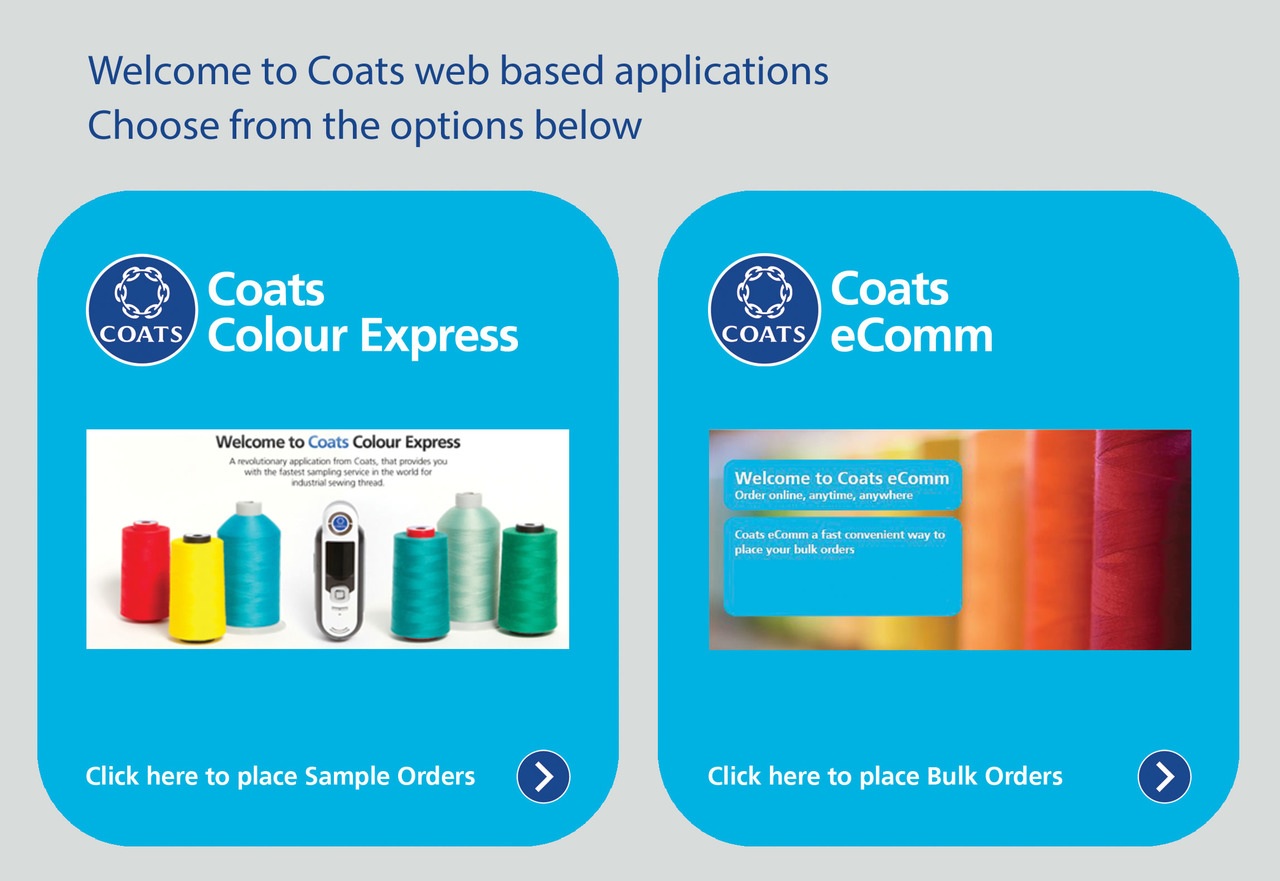 Welcome to Coats web based applications
Choose from the options below
COATS
Coats
Colour Express
Welcome to Coats Colour Express
A revolutionary application from Coats, that provides you
with the fastest sampling service in the world for
industrial sewing thread.
Click here to place Sample Orders
COATS
Coats
eComm
Welcome to Coats eComm
Order online, anytime, anywhere
Coats eComm a fast convenient way to
place your bulk orders
Click here to place Bulk Orders